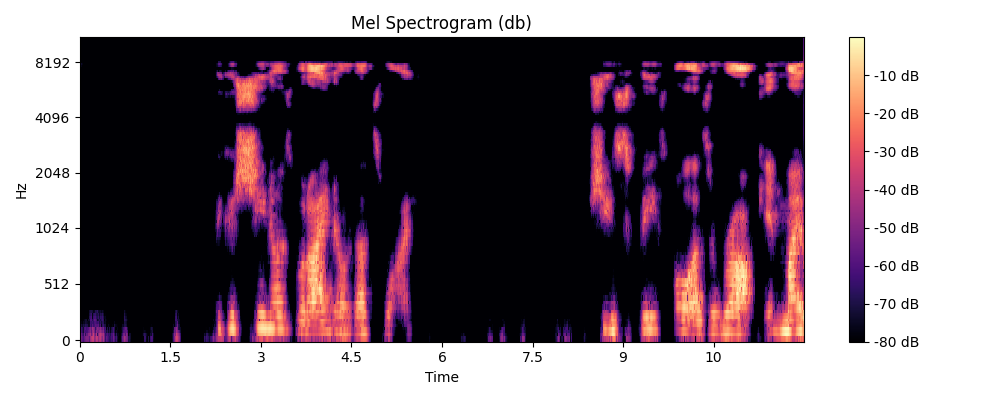 Mel Spectrogram (db)
8192
4096
2048
1024
512
0
Hz
0 1.5 3 4.5 6 7.5 9 10
Time
-10 dB
-20 dB
-30 dB
-40 dB
-50 dB
-60 dB
-70 dB
-80 dB